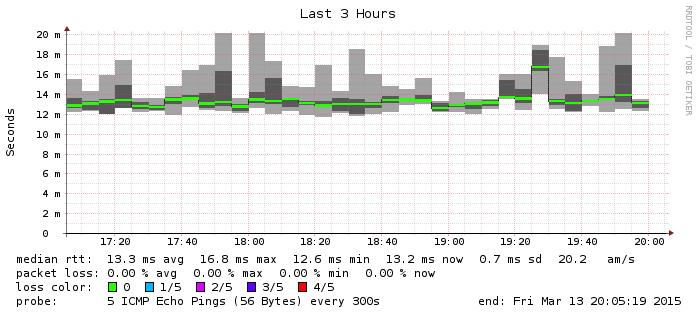 Last 3 Hours
RRDTOOL / TOBI OETIKER
Seconds
20 m
18 m
16 m
14 m
12 m
10 m
8 m
6 m
4 m
2 m
0
17:20 17:40 18:00 18:20 18:40 19:00 19:20 19:40 20:00
median rtt: 13.3 ms avg 16.8 ms max 12.6 ms min 13.2 ms now 0.7 ms sd 20.2 am/s
packet loss: 0.00 % avg 0.00 % max 0.00 % min 0.00 % now
loss color: 0 1/5 2/5 3/5 4/5
probe: 5 ICMP Echo Pings (56 Bytes) every 300s end: Fri Mar 13 20:05:19 2015